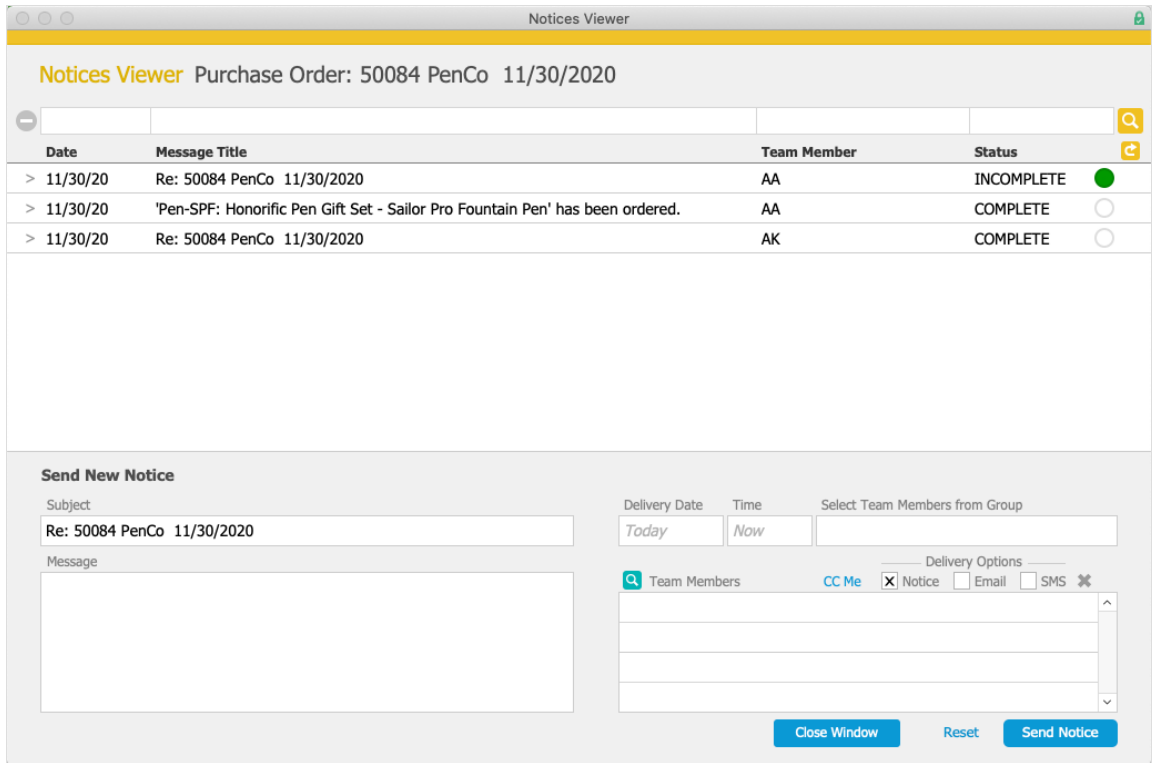 Notices Viewer
Notices Viewer Purchase Order: 50084 PenCo 11/30/2020
Date Message Title Team Member Status
> 11/30/20 Re: 50084 PenCo 11/30/2020 AA INCOMPLETE
> 11/30/20 'Pen-SPF: Honorific Pen Gift Set - Sailor Pro Fountain Pen' has been ordered. AA COMPLETE
> 11/30/20 Re: 50084 PenCo 11/30/2020 AK COMPLETE
Send New Notice
Subject Delivery Date Time Select Team Members from Group
Re: 50084 PenCo 11/30/2020 Today Now
Message Delivery Options
Team Members CC Me X Notice Email SMS
Close Window Reset Send Notice